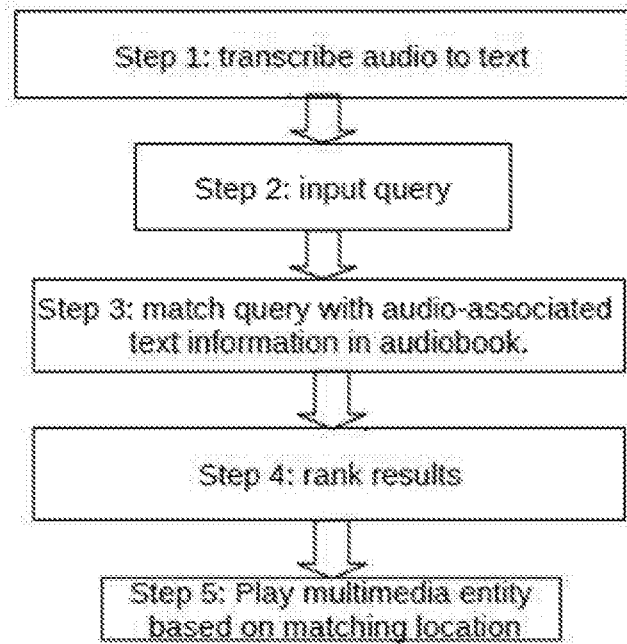 Step 1: transcribe audio to text
Step 2: input query
Step 3: match query with audio-associated
text information in audiobook.
Step 4: rank results
Step 5: Play multimedia entity
based on matching location